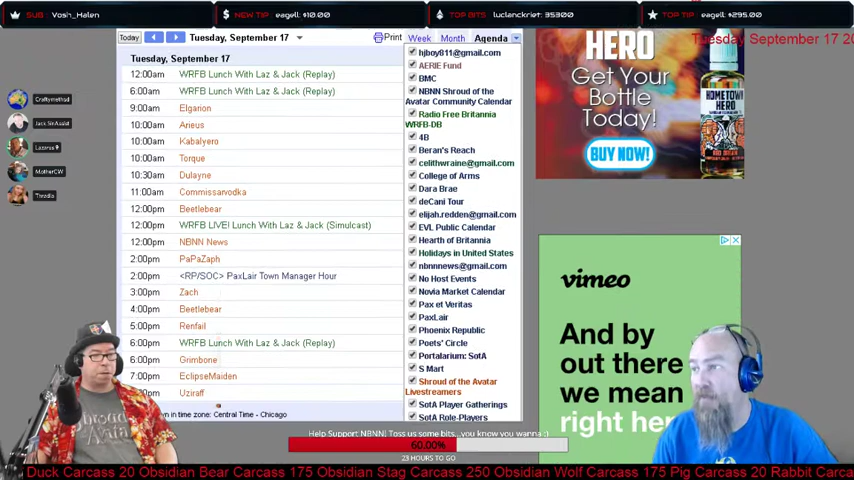 SUB Vosh_Halen
NEW TIP eagell: $10.00
TOP BITS luclanckriet: 35300
TOP TIP eagell: $295.00
Tuesday September 17 20
Today
Tuesday, September 17
Print
Week
Month
Agenda
Tuesday, September 17
12:00am WRFB Lunch With Laz & Jack (Replay)
6:00am WRFB Lunch With Laz & Jack (Replay)
9:00am Elgarion
10:00am Arieus
10:00am Kabalyero
10:00am Torque
10:30am Dulayne
11:00am Commissarvodka
12:00pm Beetlebear
12:00pm WRFB LIVE! Lunch With Laz & Jack (Simulcast)
12:00pm NBNN News
2:00pm PaPaZaph
2:00pm <RP/SOC> PaxLair Town Manager Hour
3:00pm Zach
4:00pm Beetlebear
5:00pm Renfail
6:00pm WRFB Lunch With Laz & Jack (Replay)
6:00pm Grimbone
7:00pm EclipseMaiden
Uziraff
n in time zone: Central Time - Chicago
hjboy811@gmail.com
AERIE Fund
BMC
NBNN Shroud of the
Avatar Community Calendar
Radio Free Britannia
WRFB-DB
4B
Beran's Reach
celithwraine@gmail.com
College of Arms
Dara Brae
deCani Tour
elijah.redden@gmail.com
EVL Public Calendar
Hearth of Britannia
Holidays in United States
nbnnnews@gmail.com
No Host Events
Novia Market Calendar
Pax et Veritas
PaxLair
Phoenix Republic
Poets' Circle
Portalarium: SotA
S Mart
Shroud of the Avatar
Livestreamers
SotA Player Gatherings
SotA Role-Players
Craftymethsd
Jack SirAsalot
Lazarus
MotherCW
HERO
Get Your
Bottle
Today!
BUY NOW!
HOMETOWN
HERO
vimeo
And by
out there
we mean
right her
Shroud
Avatar
Help Support NBNN! Toss us some bits...you know you wanna :)
60.00%
23 HOURS TO GO
Duck Carcass 20 Obsidian Bear Carcass 175 Obsidian Stag Carcass 250 Obsidian Wolf Carcass 175 Pig Carcass 20 Rabbit Carca